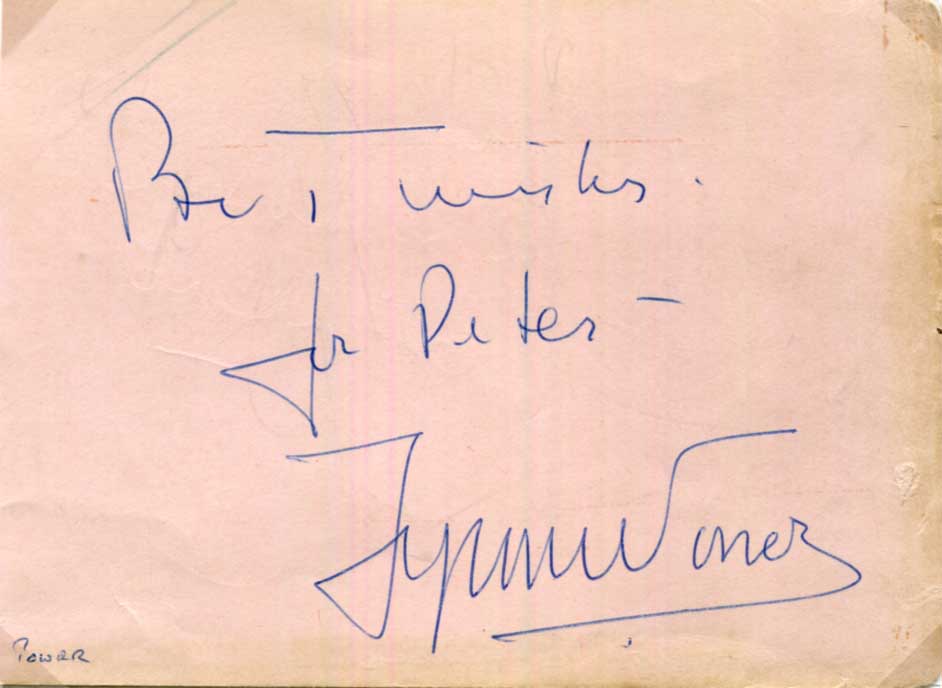 Best wishes.
for Peter –
Tyrone Power
Power